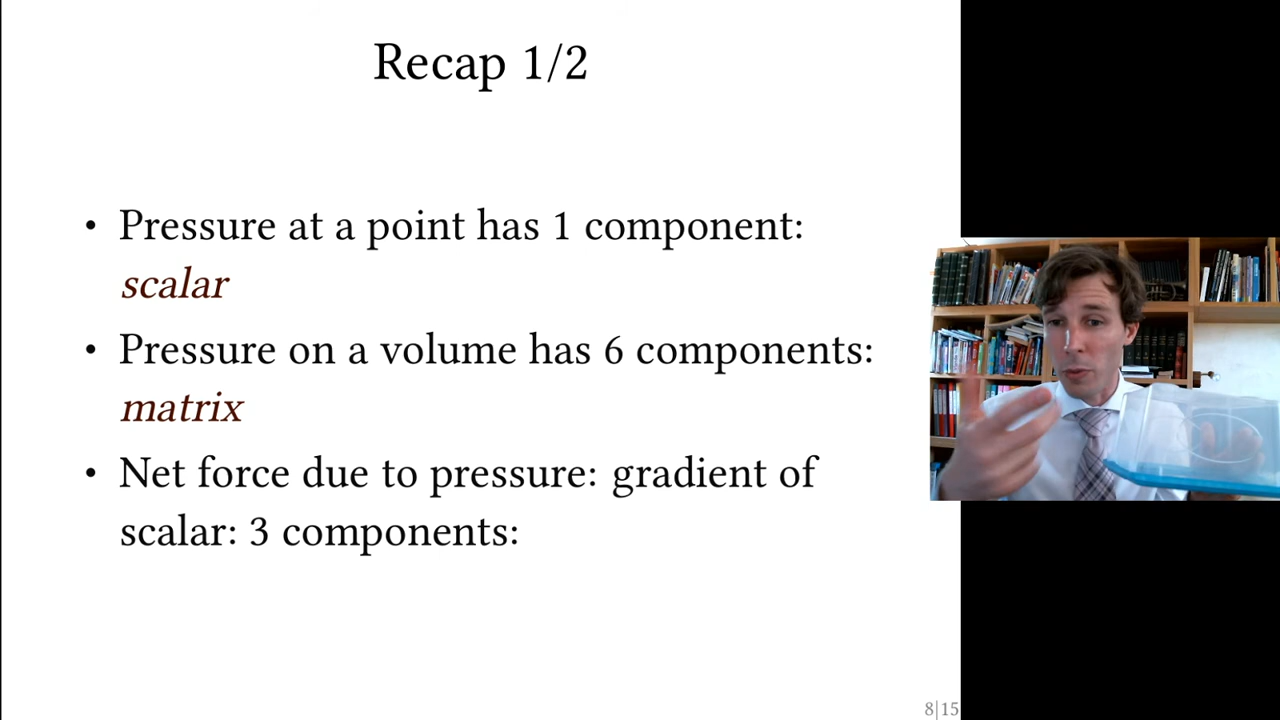 Recap 1/2
• Pressure at a point has 1 component:
scalar
• Pressure on a volume has 6 components:
matrix
• Net force due to pressure: gradient of
scalar: 3 components:
8|15